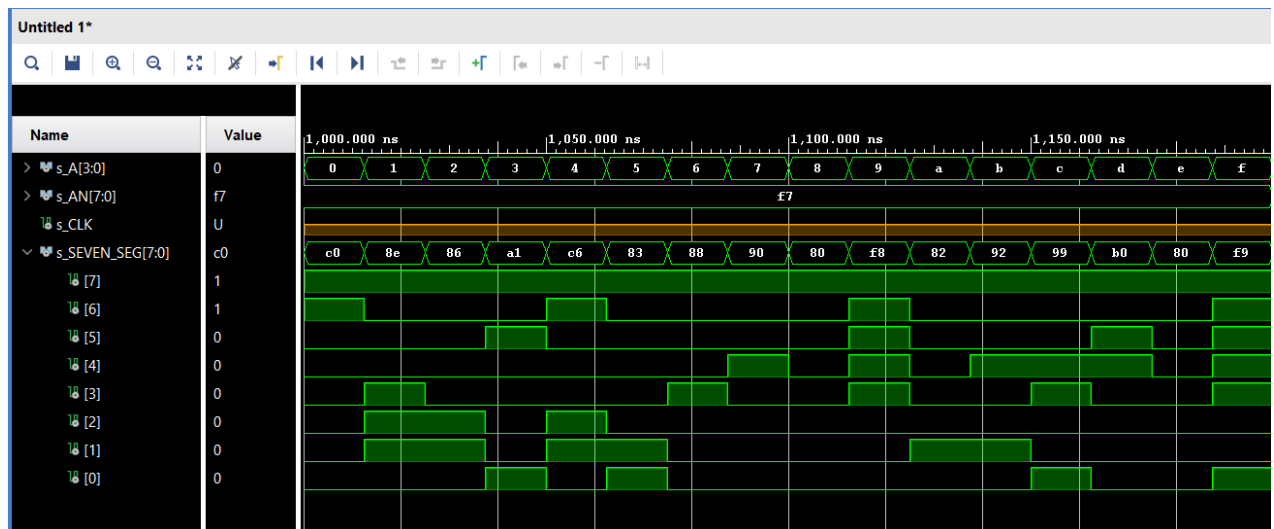 Untitled 1*
Name Value
1,000.000 ns 1,050.000 ns 1,100.000 ns 1,150.000 ns
s_A[3:0] 0 0 1 2 3 4 5 6 7 8 9 a b c d e f
s_AN[7:0] f7 f7
s_CLK U
s_SEVEN_SEG[7:0] c0 c0 8e 86 a1 c6 83 88 90 80 f8 82 92 99 b0 80 f9
[7] 1
[6] 1
[5] 0
[4] 0
[3] 0
[2] 0
[1] 0
[0] 0